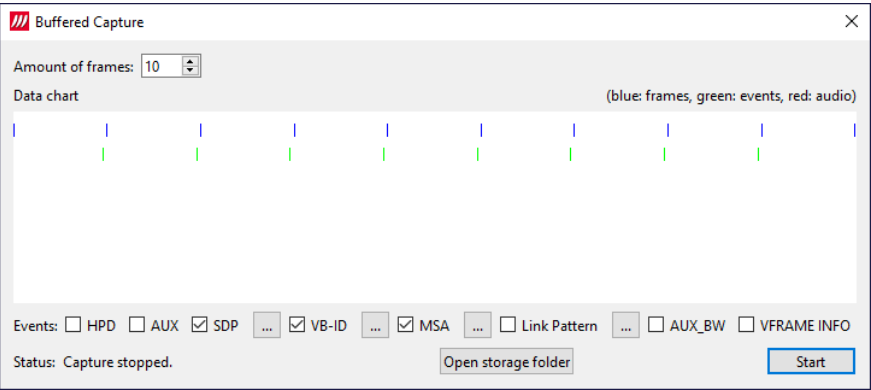 Buffered Capture
Amount of frames: 10
Data chart (blue: frames, green: events, red: audio)
Events: HPD AUX SDP ... VB-ID ... MSA ... Link Pattern ... AUX_BW VFRAME INFO
Status: Capture stopped. Open storage folder Start